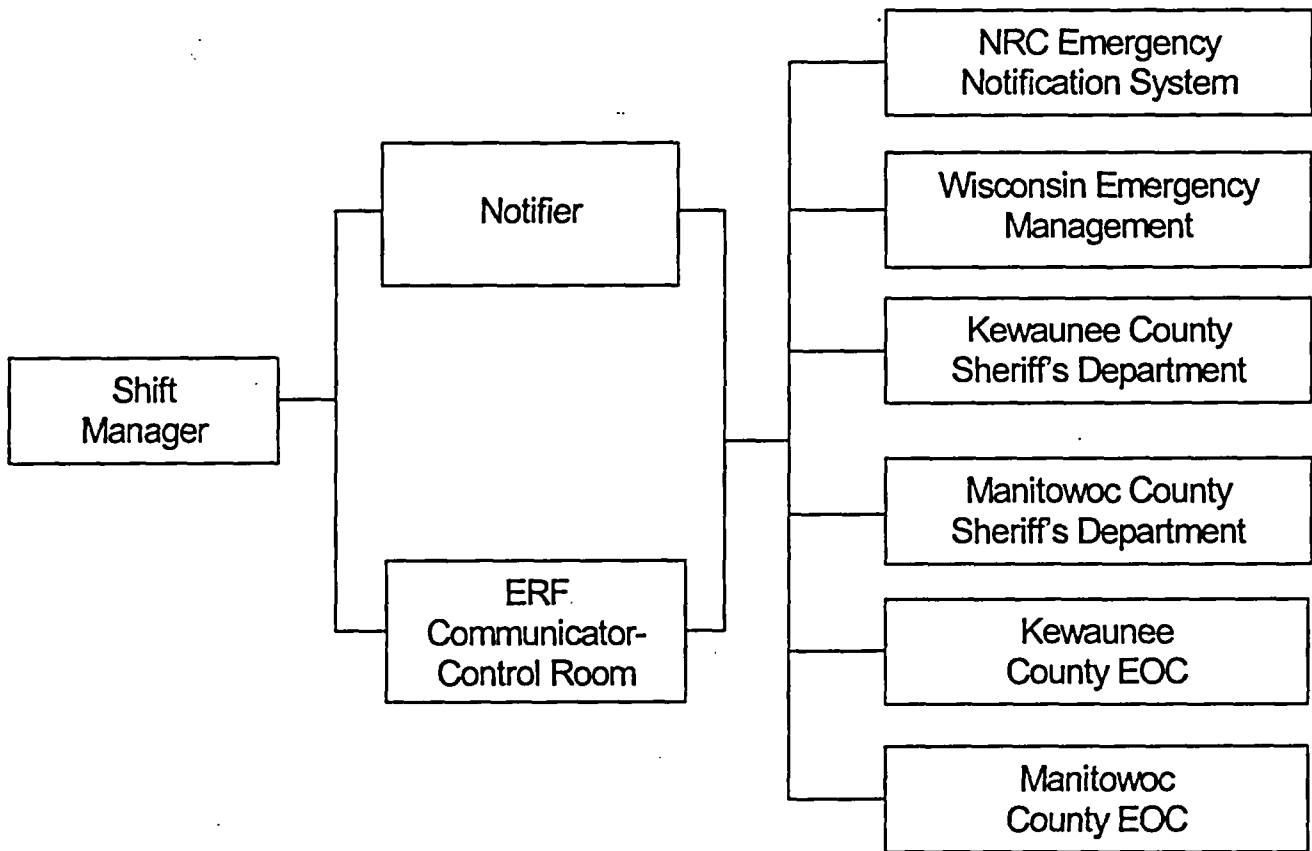 NRC Emergency
Notification System
Wisconsin Emergency
Management
Notifier
Kewaunee County
Sheriff's Department
Shift
Manager
Manitowoc County
Sheriff's Department
ERF
Communicator-
Control Room
Kewaunee
County EOC
Manitowoc
County EOC